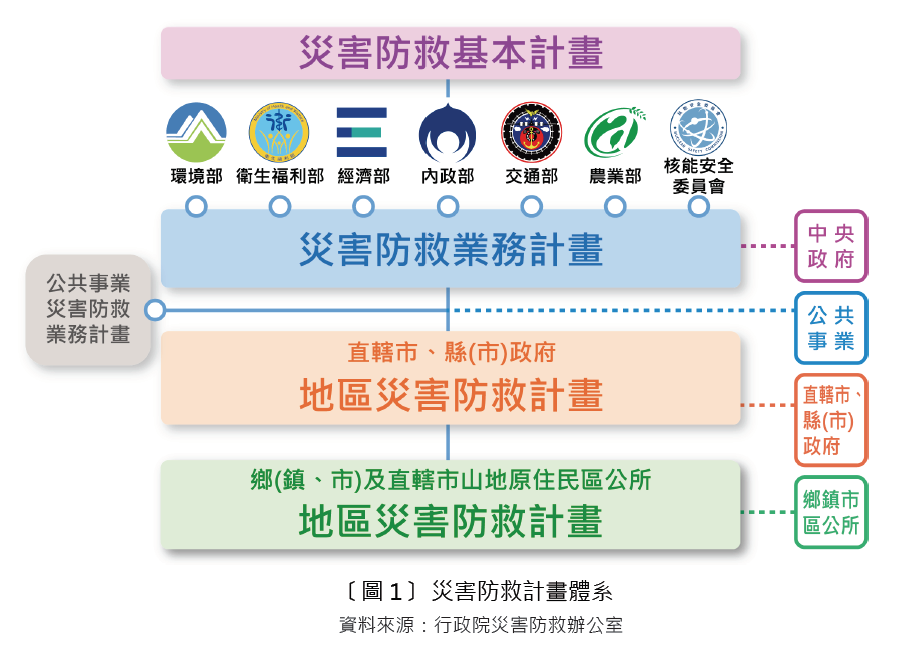 災害防救基本計畫
環境部
衛生福利部
經濟部
內政部
交通部
農業部
核能安全
委員會
災害防救業務計畫
中央
政府
公共事業
災害防救
業務計畫
公共
事業
直轄市、縣(市)政府
地區災害防救計畫
直轄市、
縣(市)
政府
鄉(鎮、市)及直轄市山地原住民區公所
地區災害防救計畫
鄉鎮市
區公所
〔圖1〕災害防救計畫體系
資料來源：行政院災害防救辦公室